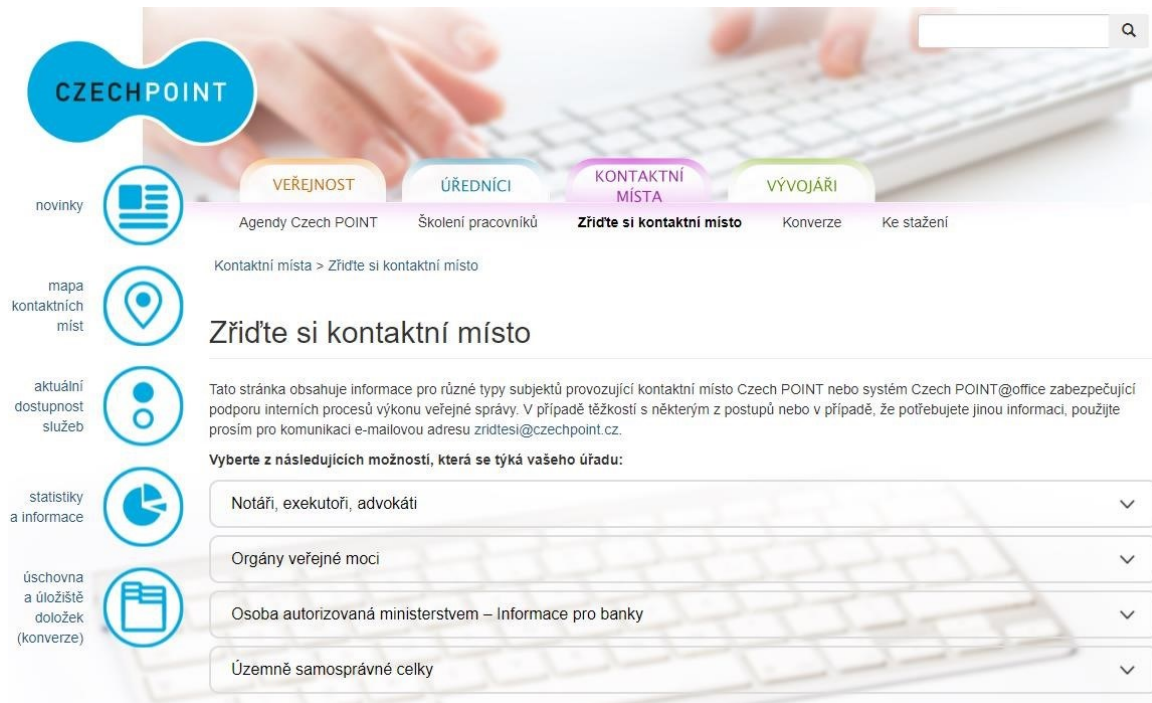 CZECHPOINT
VEŘEJNOST
ÚŘEDNÍCI
KONTAKTNÍ
MÍSTA
VÝVOJÁŘI
Agendy Czech POINT
Školení pracovníků
Zřiďte si kontaktní místo
Konverze
Ke stažení
novinky
mapa
kontaktních
míst
aktuální
dostupnost
služeb
statistiky
a informace
úschovna
a úložiště
doložek
(konverze)
Kontaktní místa > Zřiďte si kontaktní místo
Zřiďte si kontaktní místo
Tato stránka obsahuje informace pro různé typy subjektů provozující kontaktní místo Czech POINT nebo systém Czech POINT@office zabezpečující
podporu interních procesů výkonu veřejné správy. V případě těžkostí s některým z postupů nebo v případě, že potřebujete jinou informaci, použijte
prosím pro komunikaci e-mailovou adresu zridtesi@czechpoint.cz.
Vyberte z následujících možností, která se týká vašeho úřadu:
Notáři, exekutoři, advokáti
Orgány veřejné moci
Osoba autorizovaná ministerstvem – Informace pro banky
Územně samosprávné celky